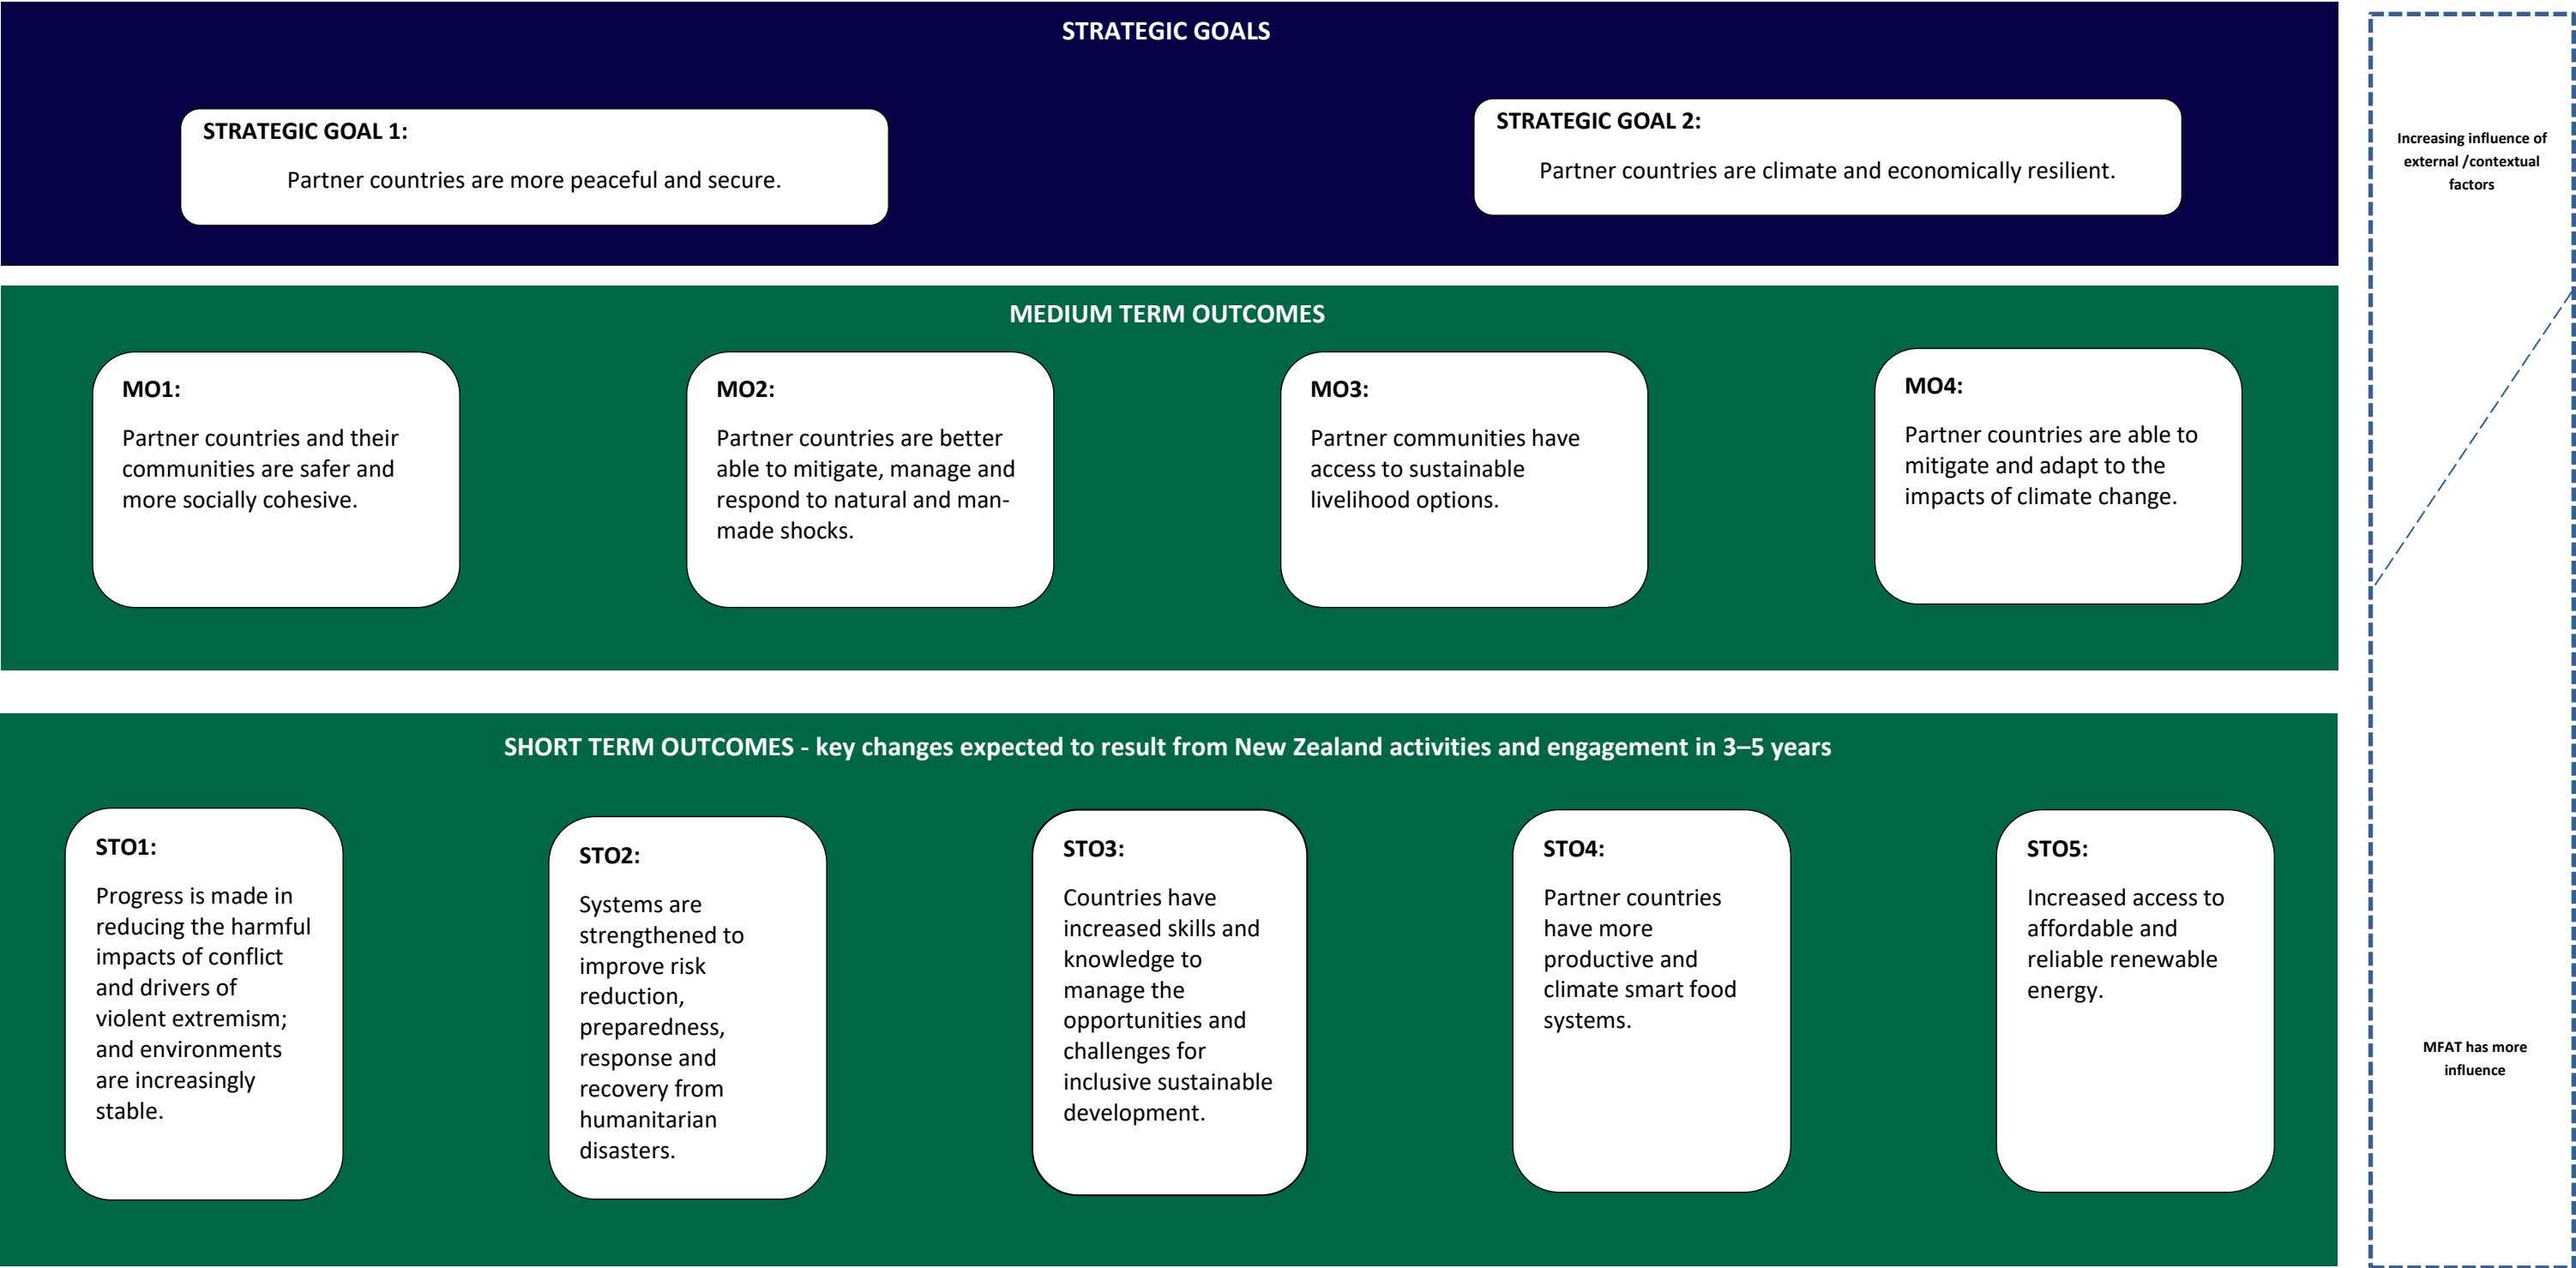 STRATEGIC GOALS
STRATEGIC GOAL 1:
Partner countries are more peaceful and secure.
STRATEGIC GOAL 2:
Partner countries are climate and economically resilient.
Increasing influence of
external /contextual
factors
MEDIUM TERM OUTCOMES
MO1:
Partner countries and their
communities are safer and
more socially cohesive.
MO2:
Partner countries are better
able to mitigate, manage and
respond to natural and man-
made shocks.
MO3:
Partner communities have
access to sustainable
livelihood options.
MO4:
Partner countries are able to
mitigate and adapt to the
impacts of climate change.
SHORT TERM OUTCOMES - key changes expected to result from New Zealand activities and engagement in 3–5 years
STO1:
Progress is made in
reducing the harmful
impacts of conflict
and drivers of
violent extremism;
and environments
are increasingly
stable.
STO2:
Systems are
strengthened to
improve risk
reduction,
preparedness,
response and
recovery from
humanitarian
disasters.
STO3:
Countries have
increased skills and
knowledge to
manage the
opportunities and
challenges for
inclusive sustainable
development.
STO4:
Partner countries
have more
productive and
climate smart food
systems.
STO5:
Increased access to
affordable and
reliable renewable
energy.
MFAT has more
influence